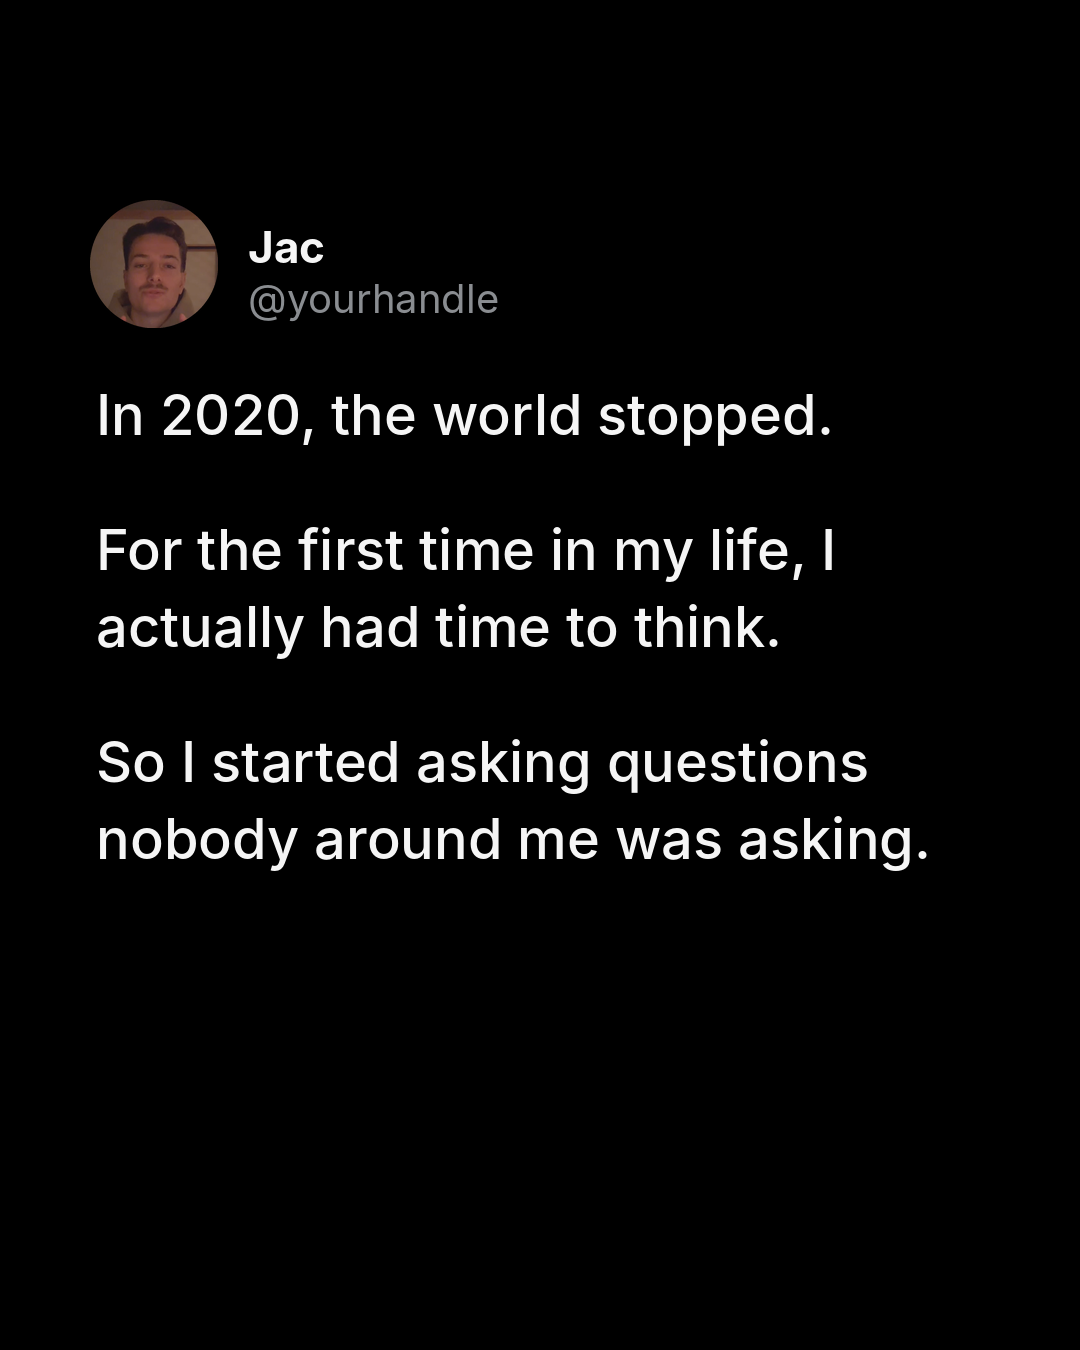 Jac
@yourhandle
In 2020, the world stopped.
For the first time in my life, I
actually had time to think.
So I started asking questions
nobody around me was asking.